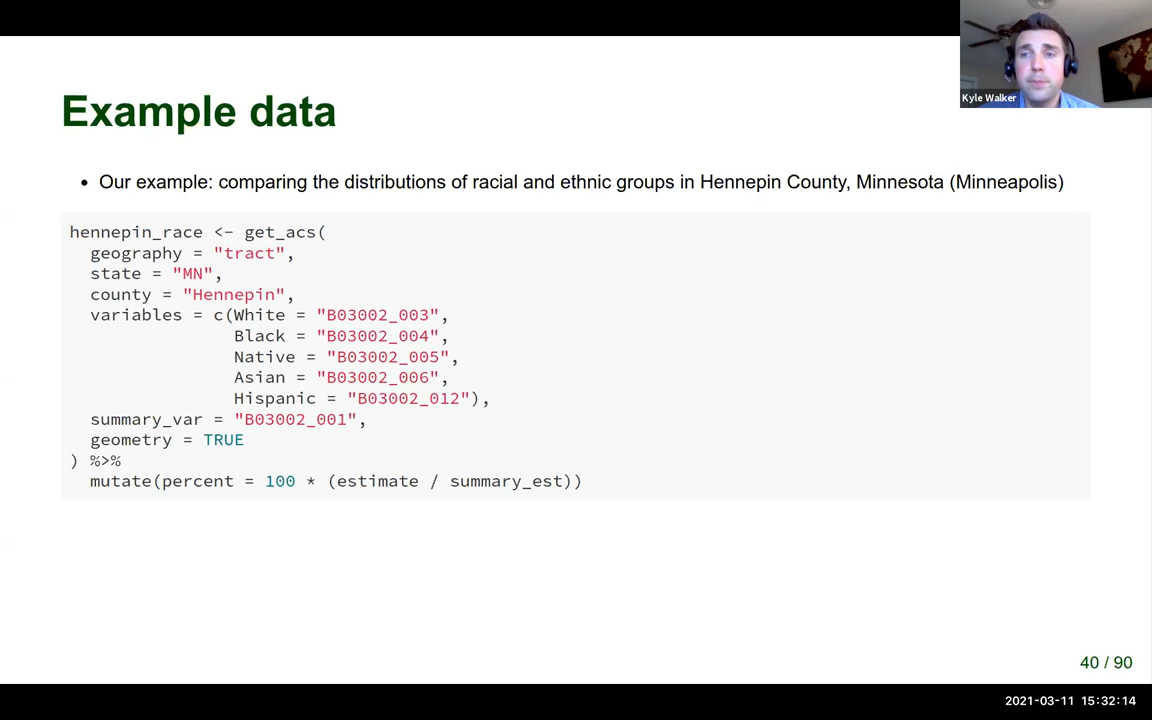 Kyle Walker
Example data
• Our example: comparing the distributions of racial and ethnic groups in Hennepin County, Minnesota (Minneapolis)
hennepin_race <- get_acs(
  geography = "tract",
  state = "MN",
  county = "Hennepin",
  variables = c(White = "B03002_003",
                Black = "B03002_004",
                Native = "B03002_005",
                Asian = "B03002_006",
                Hispanic = "B03002_012"),
  summary_var = "B03002_001",
  geometry = TRUE
) %>%
  mutate(percent = 100 * (estimate / summary_est))
40 / 90
2021-03-11 15:32:14